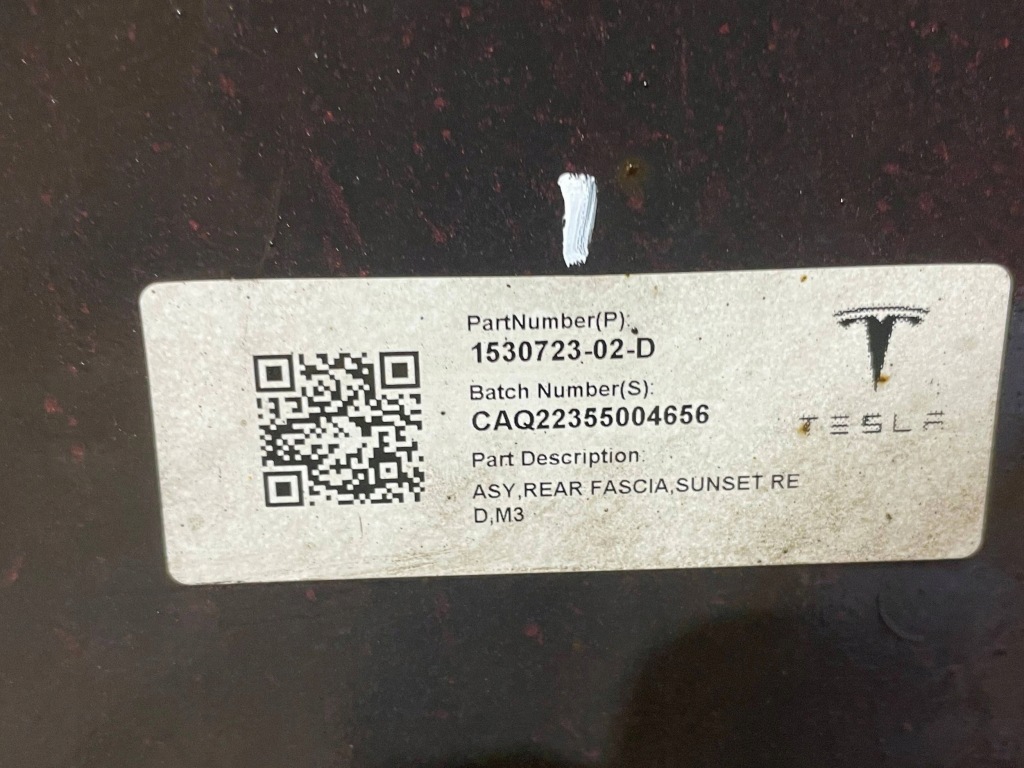 PartNumber(P):
1530723-02-D
Batch Number(S):
CAQ22355004656
Part Description:
ASY,REAR FASCIA,SUNSET RE
D,M3
TESLA